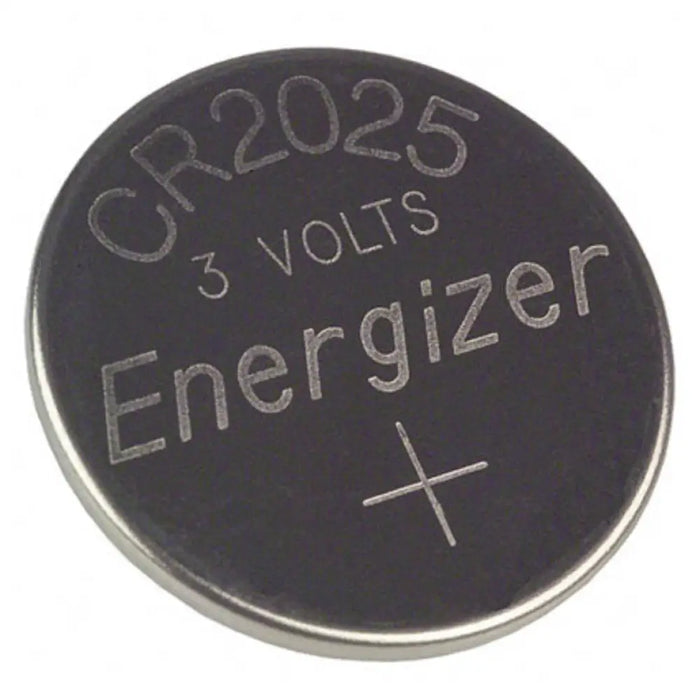 CR2025
3 VOLTS
Energizer
+